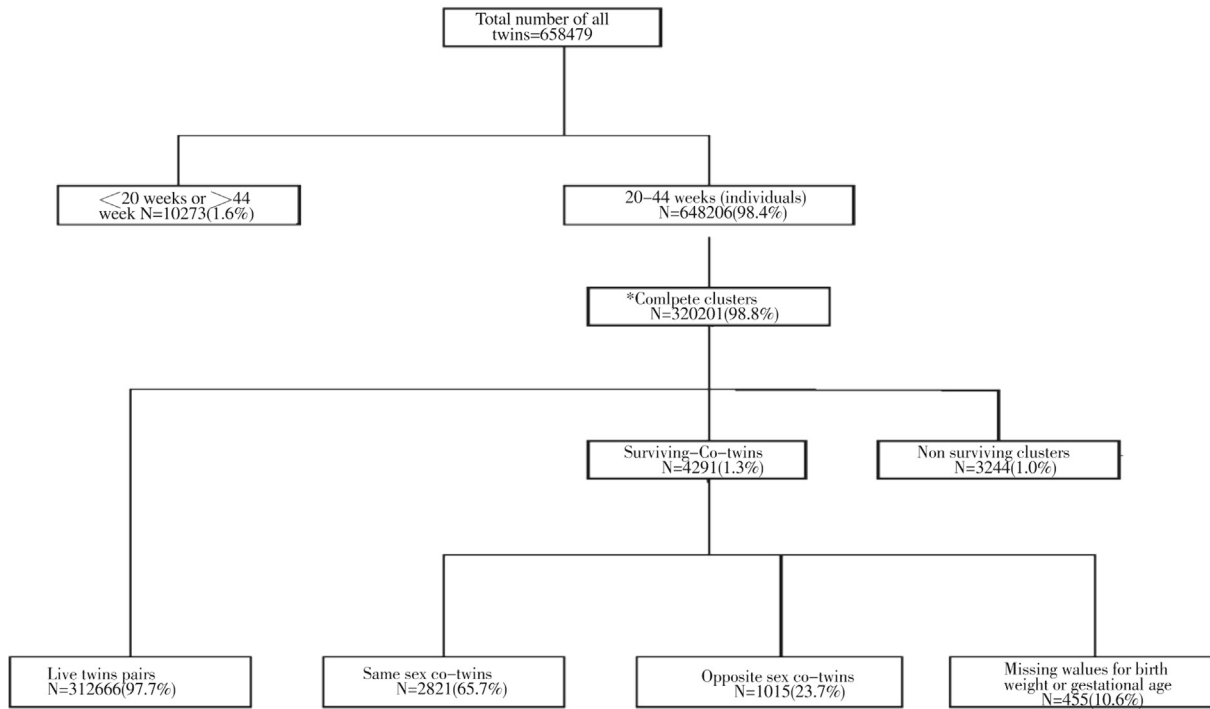 Total number of all
twins=658479
<20 weeks or >44
week N=10273(1.6%)
20-44 weeks (individuals)
N=648206(98.4%)
*Comlpete clusters
N=320201(98.8%)
Surviving-Co-twins
N=4291(1.3%)
Non surviving clusters
N=3244(1.0%)
Live twins pairs
N=312666(97.7%)
Same sex co-twins
N=2821(65.7%)
Opposite sex co-twins
N=1015(23.7%)
Missing walues for birth
weight or gestational age
N=455(10.6%)